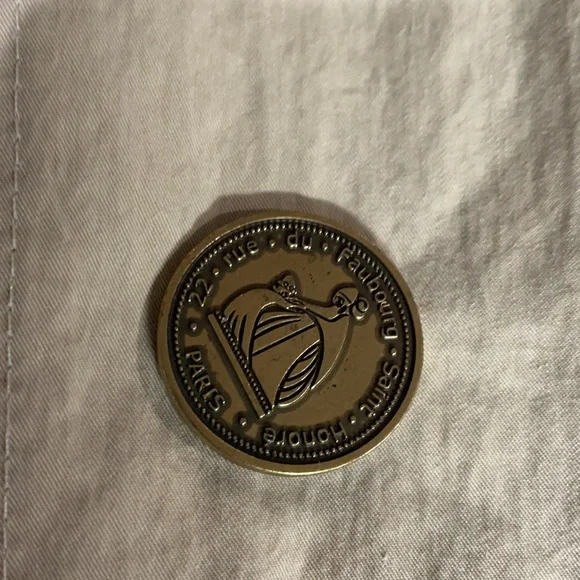 22 • rue • du • Faubourg • Saint • Honoré • PARIS •